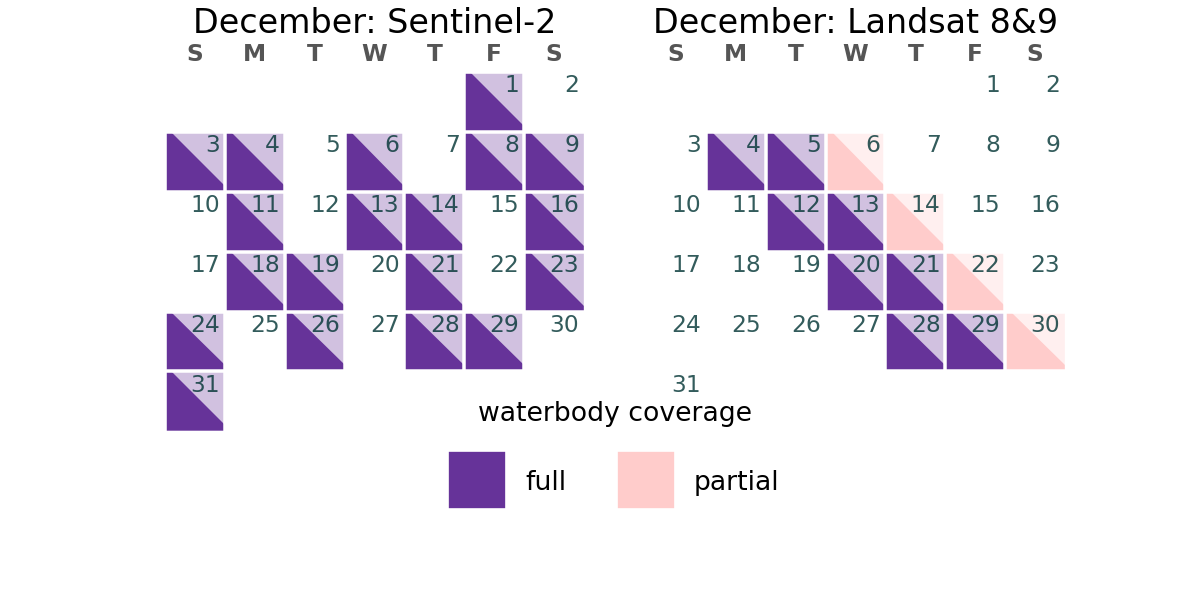 December: Sentinel-2
S M T W T F S
1 2
3 4 5 6 7 8 9
10 11 12 13 14 15 16
17 18 19 20 21 22 23
24 25 26 27 28 29 30
31
December: Landsat 8&9
S M T W T F S
1 2
3 4 5 6 7 8 9
10 11 12 13 14 15 16
17 18 19 20 21 22 23
24 25 26 27 28 29 30
31
waterbody coverage
full partial